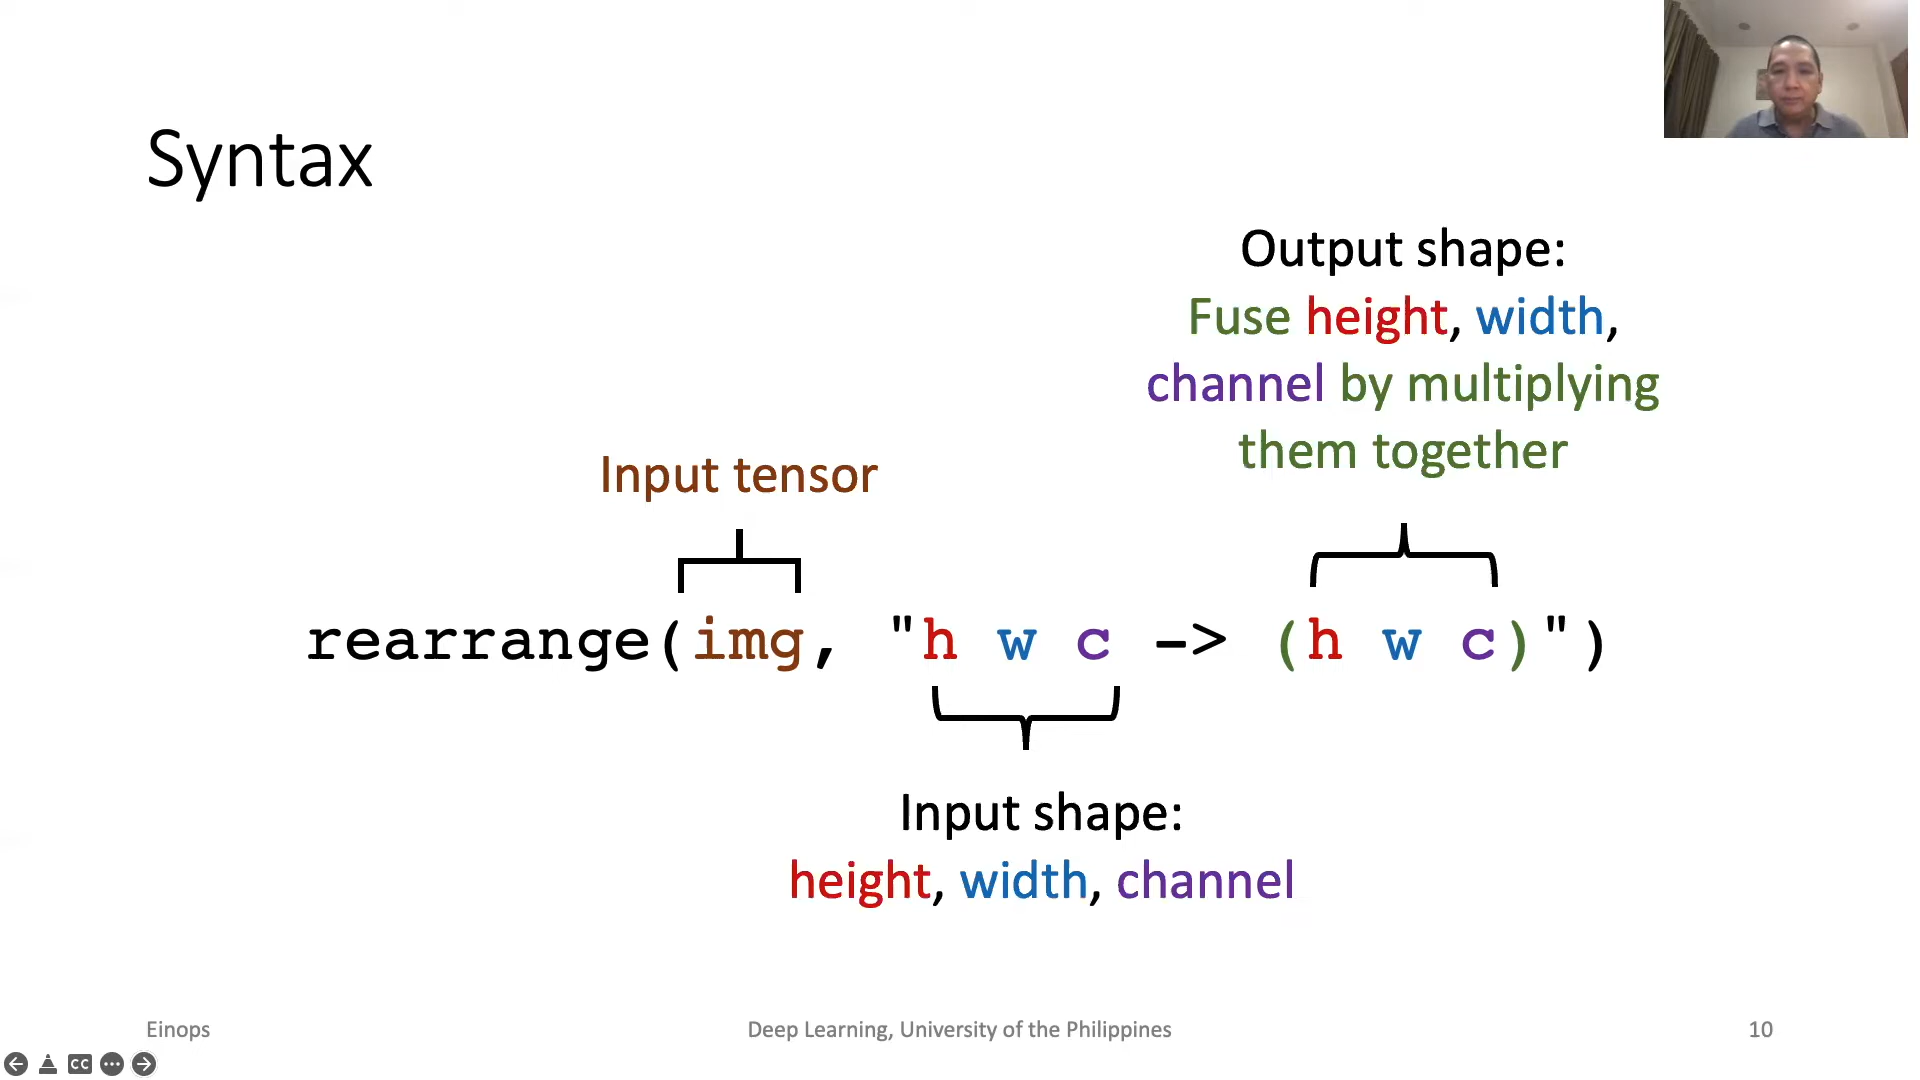 Syntax
Output shape:
Fuse height, width,
channel by multiplying
them together
Input tensor
rearrange(img, "h w c -> (h w c)")
Input shape:
height, width, channel
Einops
Deep Learning, University of the Philippines
10
CC